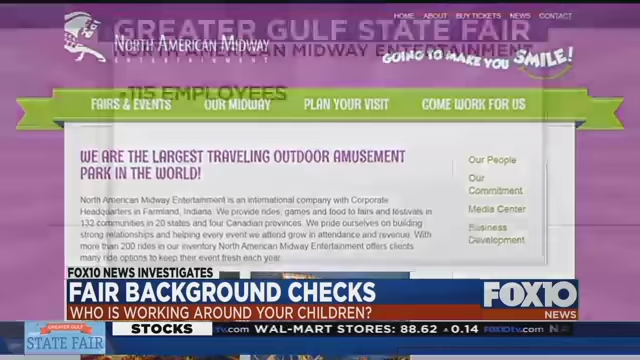 HOME ABOUT BUY TICKETS NEWS CONTACT
GREATER GULF STATE FAIR
NORTH AMERICAN MIDWAY
ENTERTAINMENT
NORTH AMERICAN MIDWAY ENTERTAINMENT
GOING TO MAKE YOU SMILE!
115 EMPLOYEES
FAIRS & EVENTS OUR MIDWAY PLAN YOUR VISIT COME WORK FOR US
WE ARE THE LARGEST TRAVELING OUTDOOR AMUSEMENT
PARK IN THE WORLD!
North American Midway Entertainment is an international company with Corporate
Headquarters in Farmland, Indiana. We provide rides, games and food to fairs and festivals in
132 communities in 20 states and four Canadian provinces. We pride ourselves on building
strong relationships and helping every event we attend grow in attendance and revenue. With
more than 200 rides in our inventory North American Midway Entertainment offers clients
many ride options to keep their event fresh each year.
Our People
Our
Commitment
Media Center
Business
Development
FOX10 NEWS INVESTIGATES
FAIR BACKGROUND CHECKS
WHO IS WORKING AROUND YOUR CHILDREN?
FOX10
NEWS
GREATER GULF
STATE FAIR
STOCKS
tv.com WAL-MART STORES: 88.62 0.14 FOX10tv.com